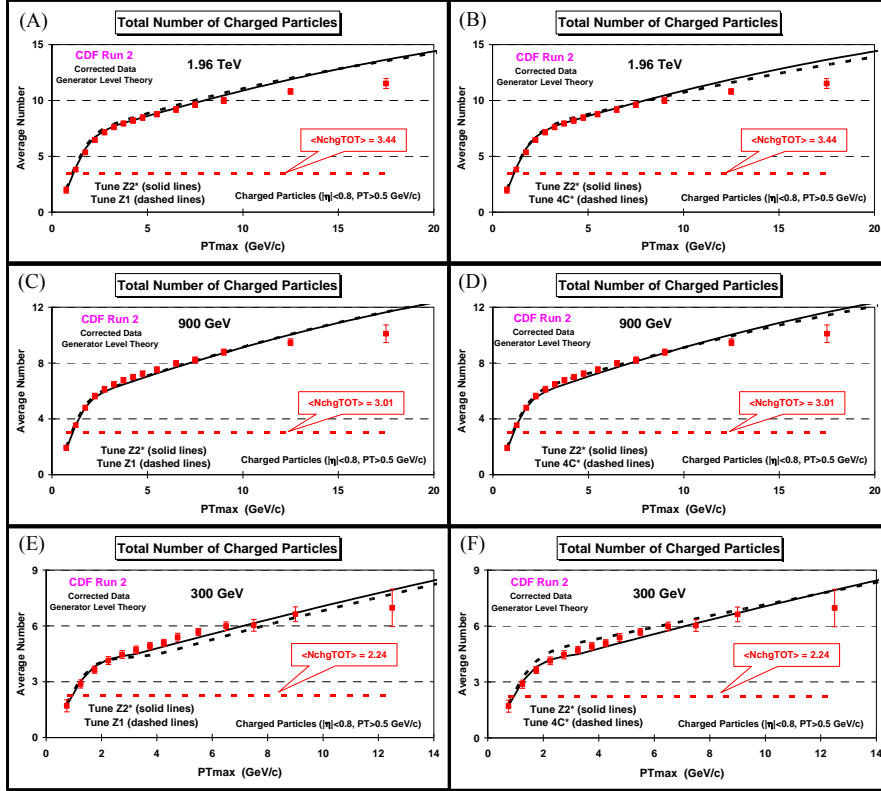 (A)
Total Number of Charged Particles
15
10
5
0
Average Number
CDF Run 2
Corrected Data
Generator Level Theory
1.96 TeV
<NchgTOT> = 3.44
Tune Z2* (solid lines)
Tune Z1 (dashed lines)
Charged Particles (|η|<0.8, PT>0.5 GeV/c)
0 5 10 15 20
PTmax (GeV/c)
(B)
Total Number of Charged Particles
15
10
5
0
Average Number
CDF Run 2
Corrected Data
Generator Level Theory
1.96 TeV
<NchgTOT> = 3.44
Tune Z2* (solid lines)
Tune 4C* (dashed lines)
Charged Particles (|η|<0.8, PT>0.5 GeV/c)
0 5 10 15 20
PTmax (GeV/c)
(C)
Total Number of Charged Particles
12
8
4
0
Average Number
CDF Run 2
Corrected Data
Generator Level Theory
900 GeV
<NchgTOT> = 3.01
Tune Z2* (solid lines)
Tune Z1 (dashed lines)
Charged Particles (|η|<0.8, PT>0.5 GeV/c)
0 5 10 15 20
PTmax (GeV/c)
(D)
Total Number of Charged Particles
12
8
4
0
Average Number
CDF Run 2
Corrected Data
Generator Level Theory
900 GeV
<NchgTOT> = 3.01
Tune Z2* (solid lines)
Tune 4C* (dashed lines)
Charged Particles (|η|<0.8, PT>0.5 GeV/c)
0 5 10 15 20
PTmax (GeV/c)
(E)
Total Number of Charged Particles
9
6
3
0
Average Number
CDF Run 2
Corrected Data
Generator Level Theory
300 GeV
<NchgTOT> = 2.24
Tune Z2* (solid lines)
Tune Z1 (dashed lines)
Charged Particles (|η|<0.8, PT>0.5 GeV/c)
0 2 4 6 8 10 12 14
PTmax (GeV/c)
(F)
Total Number of Charged Particles
9
6
3
0
Average Number
CDF Run 2
Corrected Data
Generator Level Theory
300 GeV
<NchgTOT> = 2.24
Tune Z2* (solid lines)
Tune 4C* (dashed lines)
Charged Particles (|η|<0.8, PT>0.5 GeV/c)
0 2 4 6 8 10 12 14
PTmax (GeV/c)